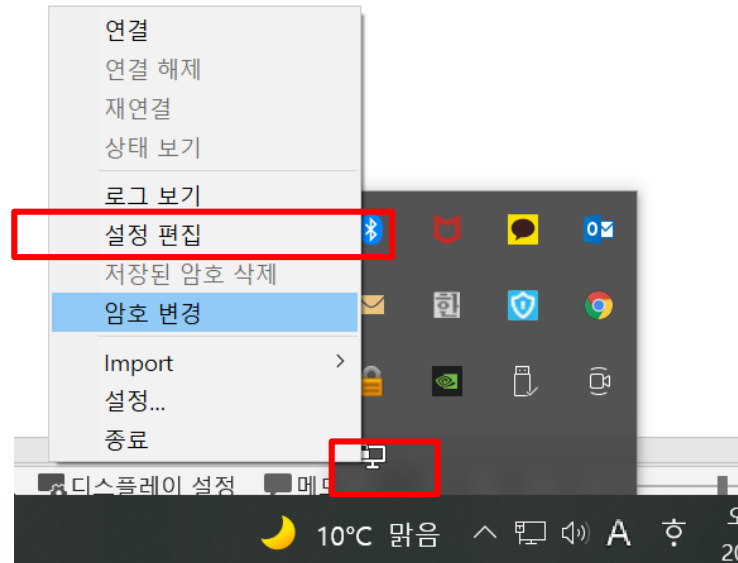 연결
연결 해제
재연결
상태 보기
로그 보기
설정 편집
저장된 암호 삭제
암호 변경
Import
설정...
종료
한
디스플레이 설정
10°C 맑음
A